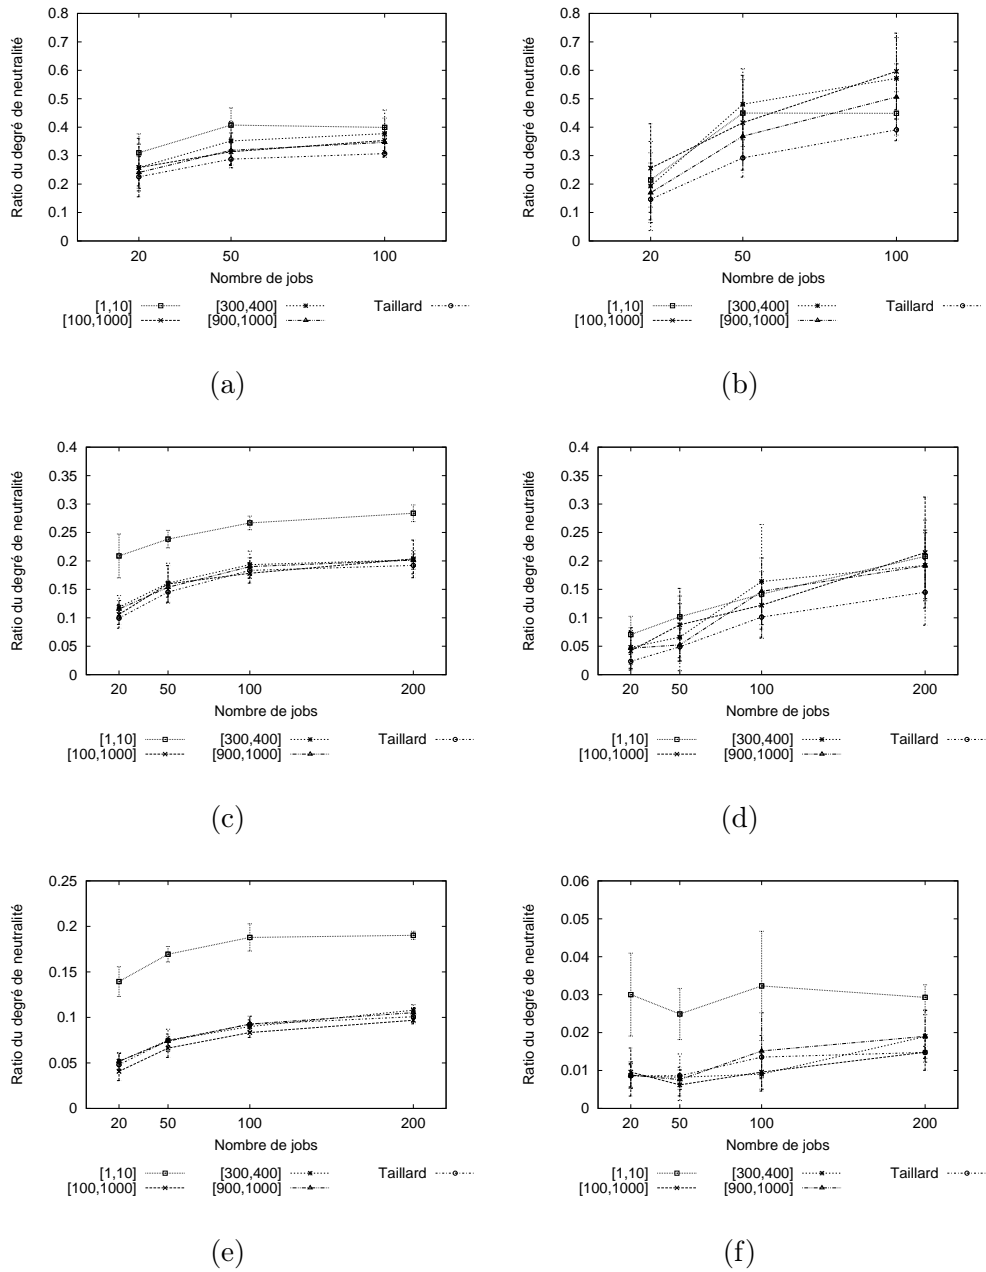 0.8
0.7
0.6
0.5
0.4
0.3
0.2
0.1
0
Ratio du degré de neutralité
20 50 100
Nombre de jobs
[1,10] [300,400] Taillard
[100,1000] [900,1000]
(a)
0.8
0.7
0.6
0.5
0.4
0.3
0.2
0.1
0
Ratio du degré de neutralité
20 50 100
Nombre de jobs
[1,10] [300,400] Taillard
[100,1000] [900,1000]
(b)
0.4
0.35
0.3
0.25
0.2
0.15
0.1
0.05
0
Ratio du degré de neutralité
20 50 100 200
Nombre de jobs
[1,10] [300,400] Taillard
[100,1000] [900,1000]
(c)
0.4
0.35
0.3
0.25
0.2
0.15
0.1
0.05
0
Ratio du degré de neutralité
20 50 100 200
Nombre de jobs
[1,10] [300,400] Taillard
[100,1000] [900,1000]
(d)
0.25
0.2
0.15
0.1
0.05
0
Ratio du degré de neutralité
20 50 100 200
Nombre de jobs
[1,10] [300,400] Taillard
[100,1000] [900,1000]
(e)
0.06
0.05
0.04
0.03
0.02
0.01
0
Ratio du degré de neutralité
20 50 100 200
Nombre de jobs
[1,10] [300,400] Taillard
[100,1000] [900,1000]
(f)